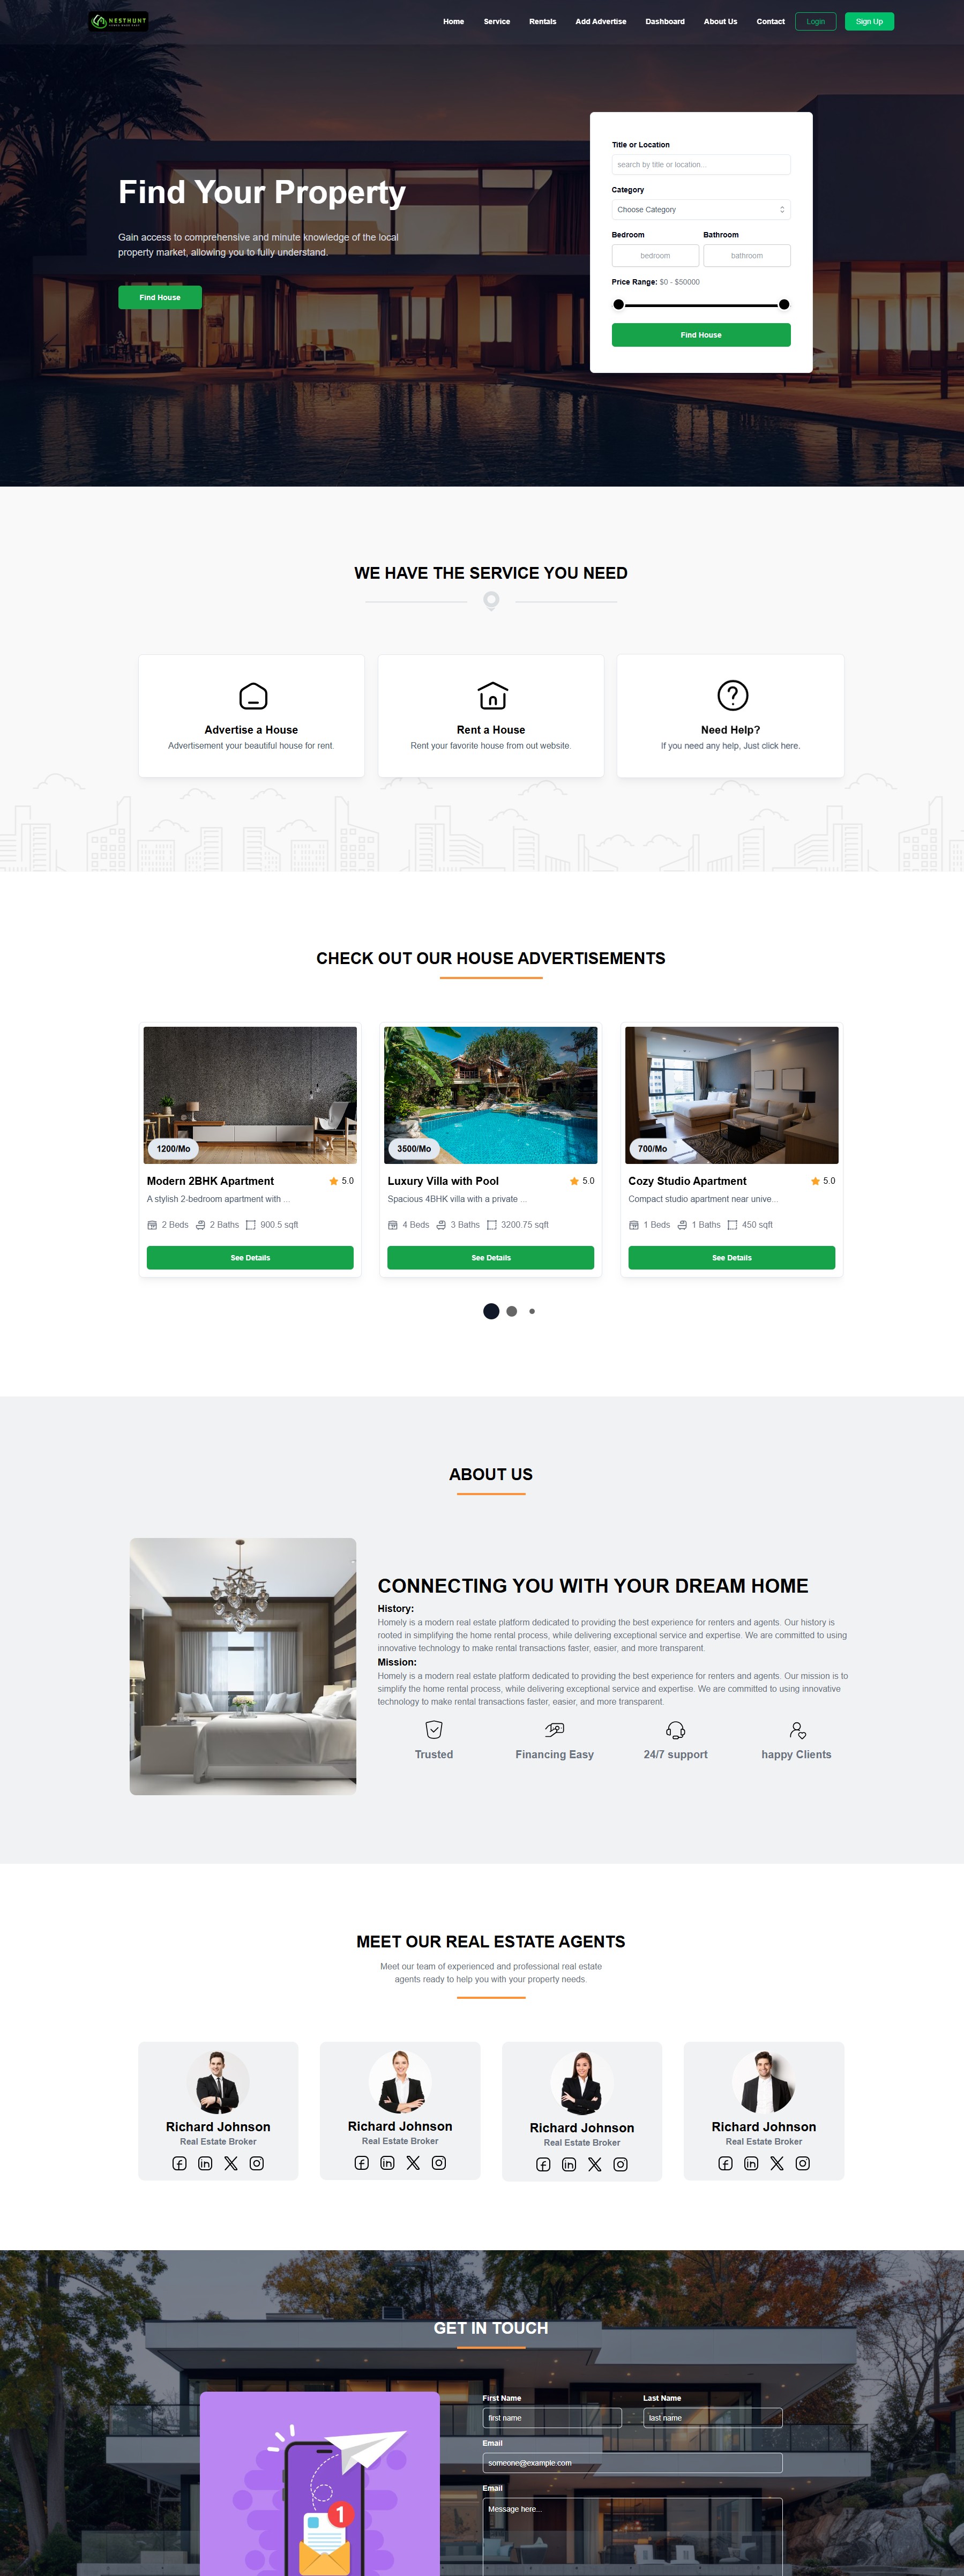 NESTHUNT
Home Service Rentals Add Advertise Dashboard About Us Contact Login Sign Up
Find Your Property
Gain access to comprehensive and minute knowledge of the local
property market, allowing you to fully understand.
Find House
Title or Location
search by title or location...
Category
Choose Category
Bedroom Bathroom
bedroom bathroom
Price Range: $0 - $50000
Find House
WE HAVE THE SERVICE YOU NEED
Advertise a House
Advertisement your beautiful house for rent.
Rent a House
Rent your favorite house from out website.
Need Help?
If you need any help, Just click here.
CHECK OUT OUR HOUSE ADVERTISEMENTS
1200/Mo
Modern 2BHK Apartment 5.0
A stylish 2-bedroom apartment with ...
2 Beds 2 Baths 900.5 sqft
See Details
3500/Mo
Luxury Villa with Pool 5.0
Spacious 4BHK villa with a private ...
4 Beds 3 Baths 3200.75 sqft
See Details
700/Mo
Cozy Studio Apartment 5.0
Compact studio apartment near unive...
1 Beds 1 Baths 450 sqft
See Details
ABOUT US
CONNECTING YOU WITH YOUR DREAM HOME
History:
Homely is a modern real estate platform dedicated to providing the best experience for renters and agents. Our history is
rooted in simplifying the home rental process, while delivering exceptional service and expertise. We are committed to using
innovative technology to make rental transactions faster, easier, and more transparent.
Mission:
Homely is a modern real estate platform dedicated to providing the best experience for renters and agents. Our mission is to
simplify the home rental process, while delivering exceptional service and expertise. We are committed to using innovative
technology to make rental transactions faster, easier, and more transparent.
Trusted Financing Easy 24/7 support happy Clients
MEET OUR REAL ESTATE AGENTS
Meet our team of experienced and professional real estate
agents ready to help you with your property needs.
Richard Johnson
Real Estate Broker
Richard Johnson
Real Estate Broker
Richard Johnson
Real Estate Broker
Richard Johnson
Real Estate Broker
GET IN TOUCH
1
First Name Last Name
first name last name
Email
someone@example.com
Email
Message here...